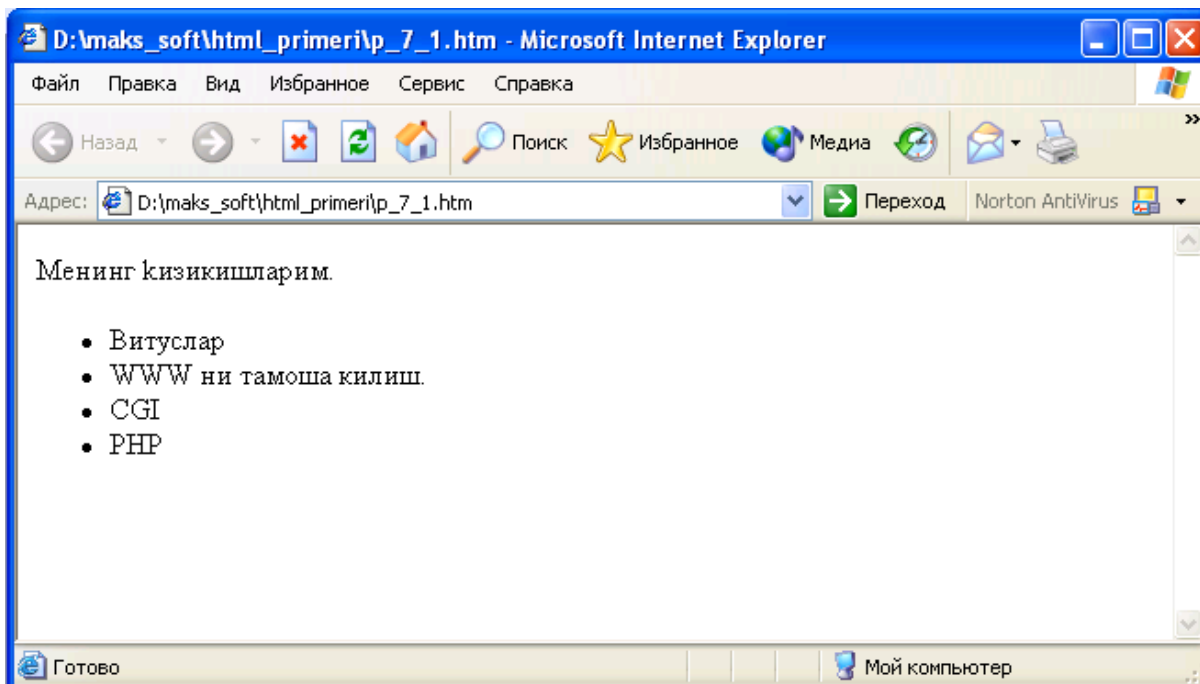 D:\maks_soft\html_primeri\p_7_1.htm - Microsoft Internet Explorer
Файл Правка Вид Избранное Сервис Справка
Назад Поиск Избранное Медиа »
Адрес: D:\maks_soft\html_primeri\p_7_1.htm Переход Norton AntiVirus
Менинг kизикишларим.
• Витуслар
• WWW ни тамоша килиш.
• CGI
• PHP
Готово Мой компьютер